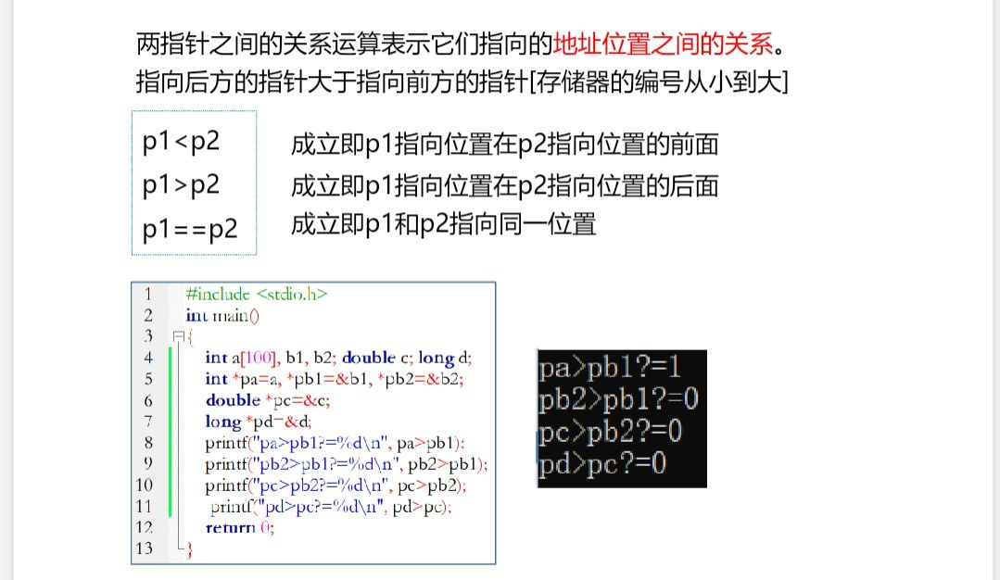 两指针之间的关系运算表示它们指向的地址位置之间的关系。
指向后方的指针大于指向前方的指针[存储器的编号从小到大]
p1<p2 成立即p1指向位置在p2指向位置的前面
p1>p2 成立即p1指向位置在p2指向位置的后面
p1==p2 成立即p1和p2指向同一位置
1 #include <stdio.h>
2 int main()
3 {
4 int a[100], b1, b2; double c; long d;
5 int *pa=a, *pb1=&b1, *pb2=&b2;
6 double *pc=&c;
7 long *pd=&d;
8 printf("pa>pb1?=%d\n", pa>pb1);
9 printf("pb2>pb1?=%d\n", pb2>pb1);
10 printf("pc>pb2?=%d\n", pc>pb2);
11 printf("pd>pc?=%d\n", pd>pc);
12 return 0;
13 }
pa>pb1?=1
pb2>pb1?=0
pc>pb2?=0
pd>pc?=0